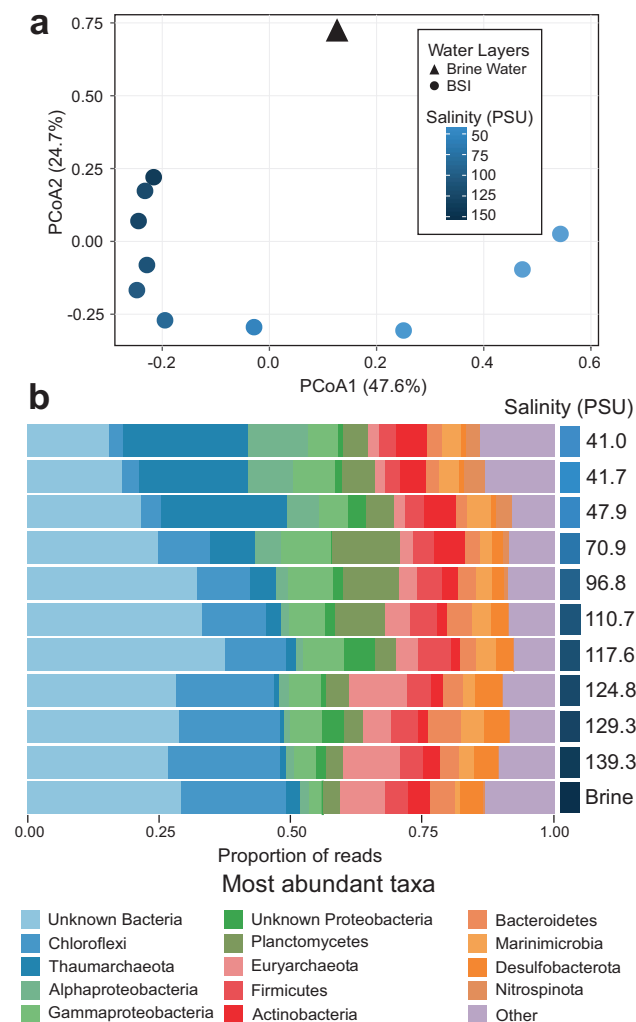 a
0.75
0.50
0.25
0.00
-0.25
PCoA2 (24.7%)
Water Layers
Brine Water
BSI
Salinity (PSU)
50
75
100
125
150
-0.2
0.0
0.2
0.4
0.6
PCoA1 (47.6%)
b
Salinity (PSU)
41.0
41.7
47.9
70.9
96.8
110.7
117.6
124.8
129.3
139.3
Brine
0.00
0.25
0.50
0.75
1.00
Proportion of reads
Most abundant taxa
Unknown Bacteria
Chloroflexi
Thaumarchaeota
Alphaproteobacteria
Gammaproteobacteria
Unknown Proteobacteria
Planctomycetes
Euryarchaeota
Firmicutes
Actinobacteria
Bacteroidetes
Marinimicrobia
Desulfobacterota
Nitrospinota
Other